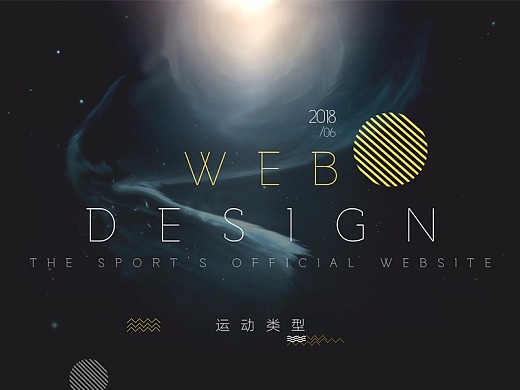 2018
/06
WEB
DESIGN
THE SPORT'S OFFICIAL WEBSITE
运动类型